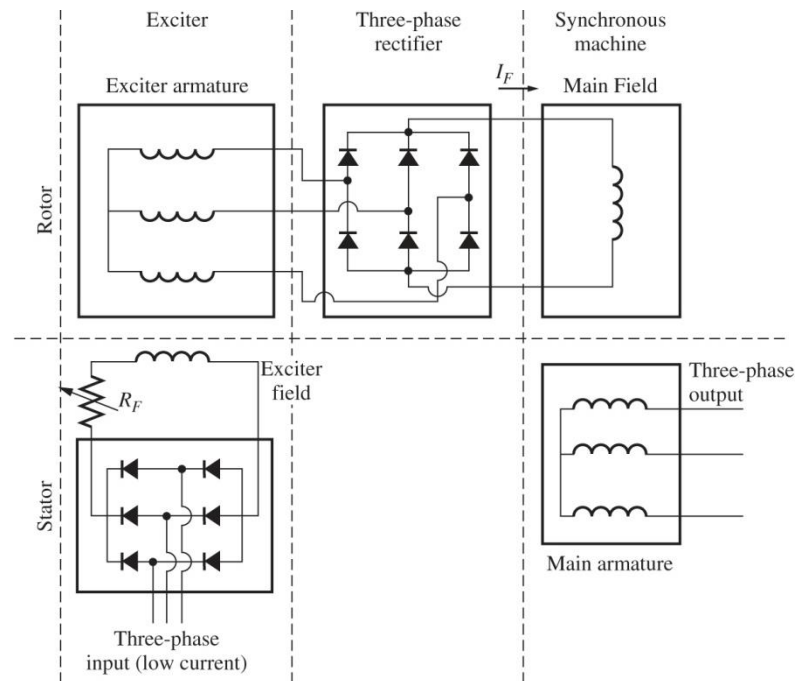 Exciter
Three-phase
rectifier
Synchronous
machine
Exciter armature
I_F
Main Field
Rotor
Exciter
field
R_F
Three-phase
output
Stator
Main armature
Three-phase
input (low current)